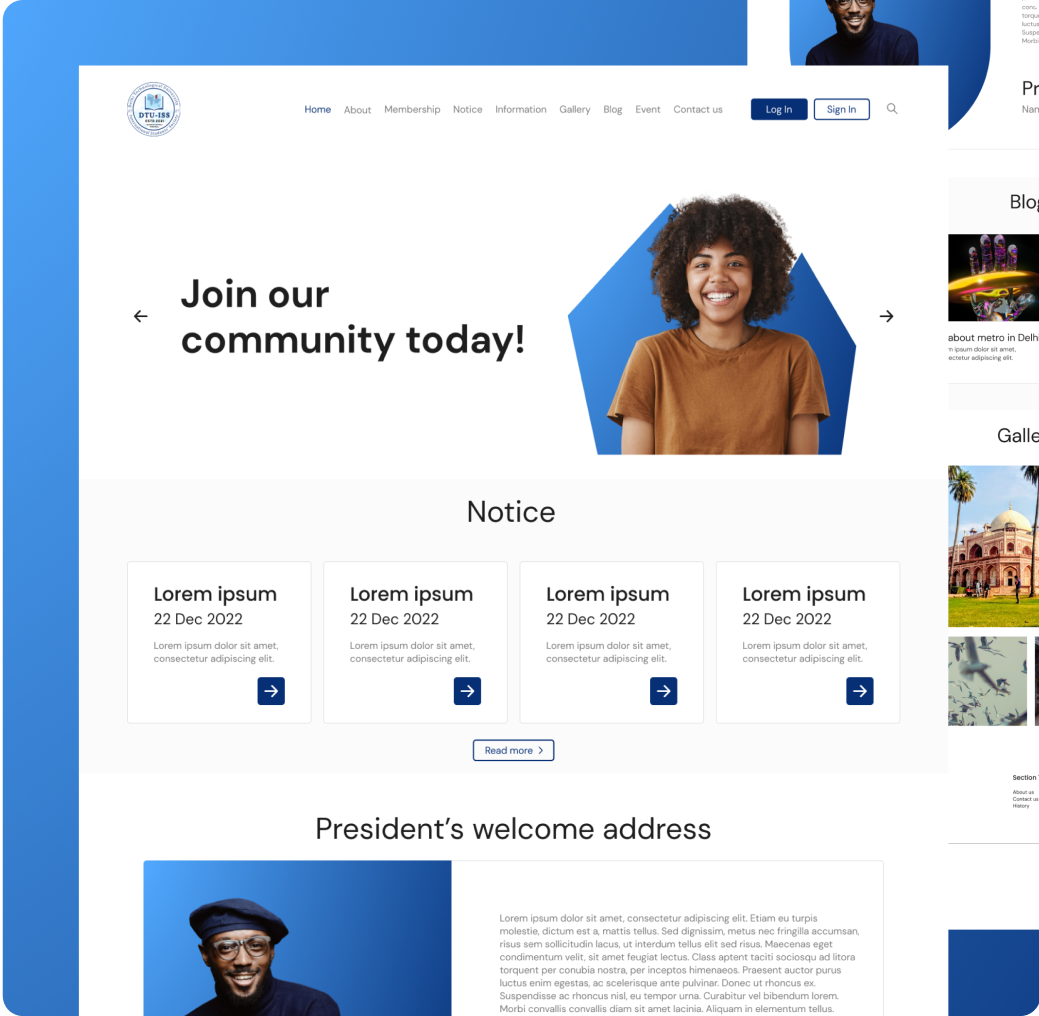 DTU-ISS
Home About Membership Notice Information Gallery Blog Event Contact us Log In Sign In
Join our
community today!
Notice
Lorem ipsum
22 Dec 2022
Lorem ipsum dolor sit amet,
consectetur adipiscing elit.
Lorem ipsum
22 Dec 2022
Lorem ipsum dolor sit amet,
consectetur adipiscing elit.
Lorem ipsum
22 Dec 2022
Lorem ipsum dolor sit amet,
consectetur adipiscing elit.
Lorem ipsum
22 Dec 2022
Lorem ipsum dolor sit amet,
consectetur adipiscing elit.
Read more
President's welcome address
Lorem ipsum dolor sit amet, consectetur adipiscing elit. Etiam eu turpis
molestie, dictum est a, mattis tellus. Sed dignissim, metus nec fringilla accumsan,
risus sem sollicitudin lacus, ut interdum tellus elit sed risus. Maecenas eget
condimentum velit, sit amet feugiat lectus. Class aptent taciti sociosqu ad litora
torquent per conubia nostra, per inceptos himenaeos. Praesent auctor purus
luctus enim egestas, ac scelerisque ante pulvinar. Donec ut rhoncus ex.
Suspendisse ac rhoncus nisl, eu tempor urna. Curabitur vel bibendum lorem.
Morbi convallis convallis diam sit amet lacinia. Aliquam in elementum tellus.
Pr
Nan
Blog
about metro in Delhi
m ipsum dolor sit amet,
ectetur adipiscing elit.
Galle
Section
About us
Contact us
History